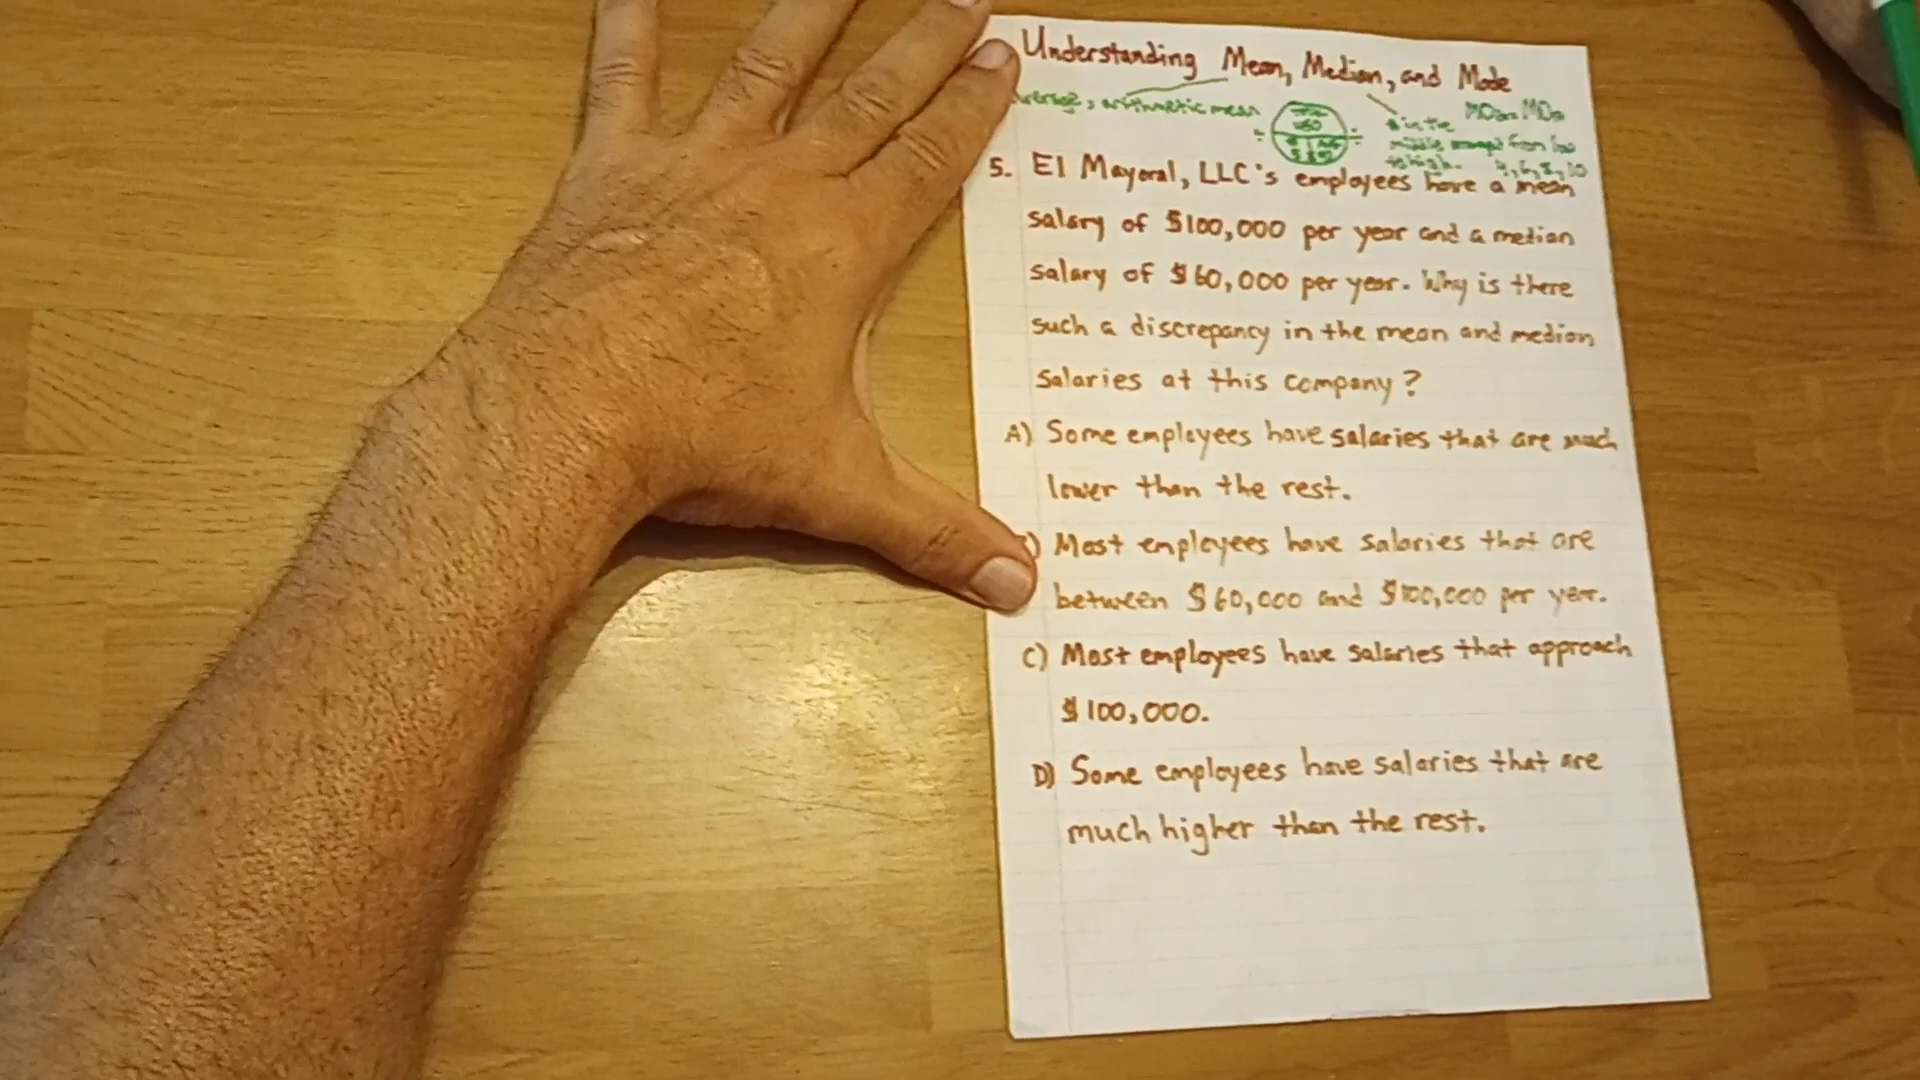 Understanding Mean, Median, and Mode
average, arithmetic mean
MOde= MOst
in the
middle from low
to high. 4, 6, 8, 10
5. El Mayoral, LLC's employees have a mean
salary of $100,000 per year and a median
salary of $60,000 per year. Why is there
such a discrepancy in the mean and median
salaries at this company?
A) Some employees have salaries that are much
lower than the rest.
) Most employees have salaries that are
between $60,000 and $100,000 per year.
C) Most employees have salaries that approach
$100,000.
D) Some employees have salaries that are
much higher than the rest.